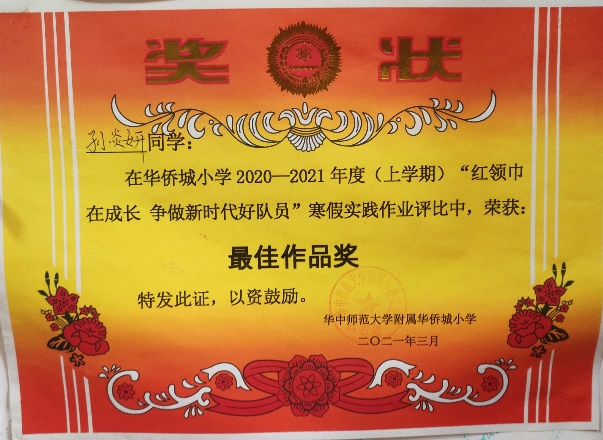 奖 状
孙炎妍同学：
在华侨城小学2020—2021年度（上学期）“红领巾
在成长 争做新时代好队员”寒假实践作业评比中，荣获：
最佳作品奖
特发此证，以资鼓励。
华中师范大学附属华侨城小学
二〇二一年三月